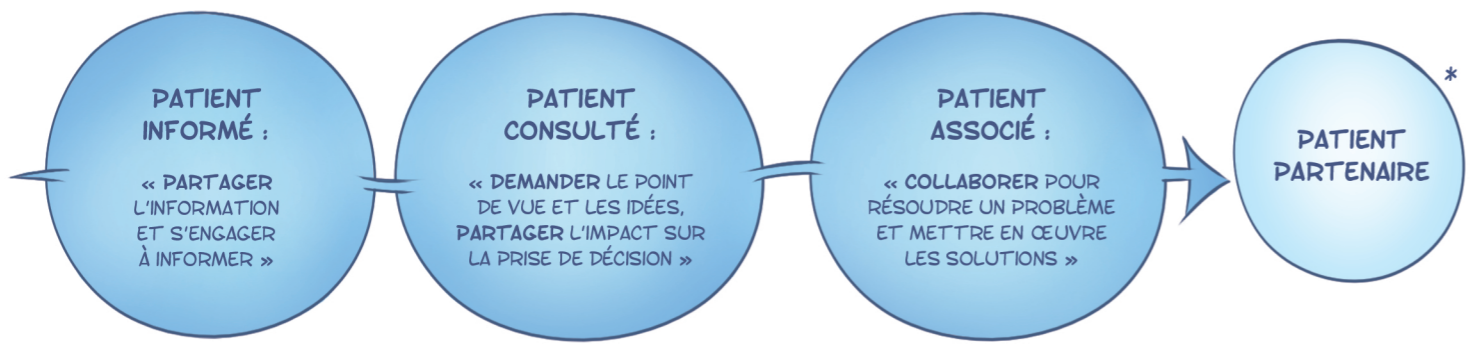 PATIENT
INFORMÉ :
« PARTAGER
L'INFORMATION
ET S'ENGAGER
À INFORMER »
PATIENT
CONSULTÉ :
« DEMANDER LE POINT
DE VUE ET LES IDÉES,
PARTAGER L'IMPACT SUR
LA PRISE DE DÉCISION »
PATIENT
ASSOCIÉ :
« COLLABORER POUR
RÉSOUDRE UN PROBLÈME
ET METTRE EN ŒUVRE
LES SOLUTIONS »
PATIENT
PARTENAIRE
*